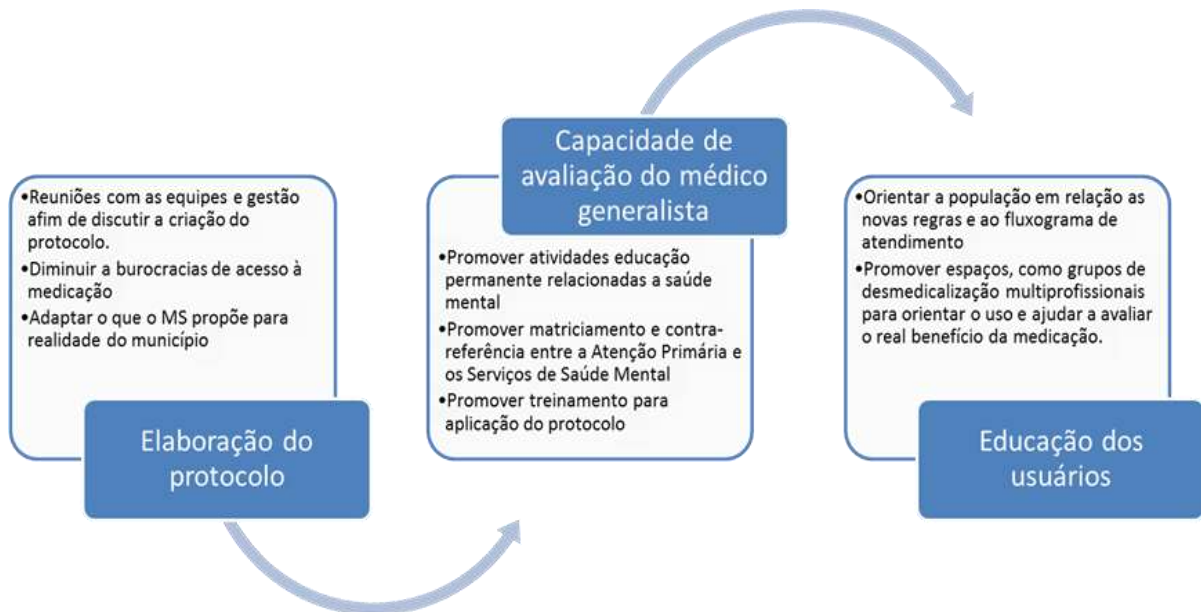 •Reuniões com as equipes e gestão
afim de discutir a criação do
protocolo.
•Diminuir a burocracias de acesso à
medicação
•Adaptar o que o MS propõe para
realidade do município
Elaboração do
protocolo
Capacidade de
avaliação do médico
generalista
•Promover atividades educação
permanente relacionadas a saúde
mental
•Promover matriciamento e contra-
referência entre a Atenção Primária e
os Serviços de Saúde Mental
•Promover treinamento para
aplicação do protocolo
•Orientar a população em relação as
novas regras e ao fluxograma de
atendimento
•Promover espaços, como grupos de
desmedicalização multiprofissionais
para orientar o uso e ajudar a avaliar
o real benefício da medicação.
Educação dos
usuários